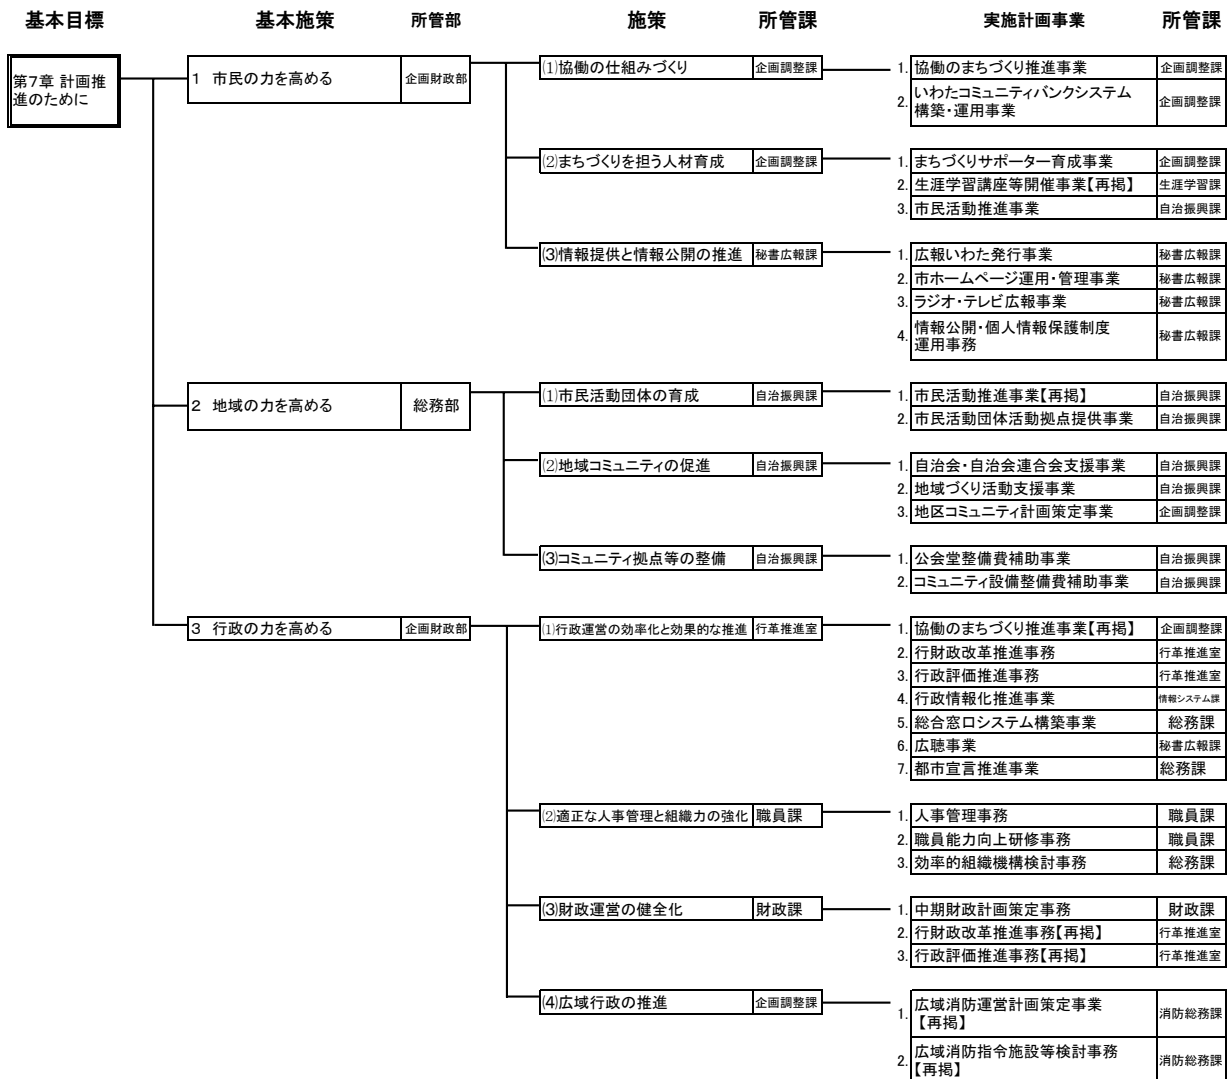 基本目標 基本施策 所管部 施策 所管課 実施計画事業 所管課
第7章 計画推
進のために
1 市民の力を高める 企画財政部
⑴協働の仕組みづくり 企画調整課
1. 協働のまちづくり推進事業 企画調整課
2. いわたコミュニティバンクシステム
構築・運用事業 企画調整課
⑵まちづくりを担う人材育成 企画調整課
1. まちづくりサポーター育成事業 企画調整課
2. 生涯学習講座等開催事業【再掲】 生涯学習課
3. 市民活動推進事業 自治振興課
⑶情報提供と情報公開の推進 秘書広報課
1. 広報いわた発行事業 秘書広報課
2. 市ホームページ運用・管理事業 秘書広報課
3. ラジオ・テレビ広報事業 秘書広報課
4. 情報公開・個人情報保護制度
運用事務 秘書広報課
2 地域の力を高める 総務部
⑴市民活動団体の育成 自治振興課
1. 市民活動推進事業【再掲】 自治振興課
2. 市民活動団体活動拠点提供事業 自治振興課
⑵地域コミュニティの促進 自治振興課
1. 自治会・自治会連合会支援事業 自治振興課
2. 地域づくり活動支援事業 自治振興課
3. 地区コミュニティ計画策定事業 企画調整課
⑶コミュニティ拠点等の整備 自治振興課
1. 公会堂整備費補助事業 自治振興課
2. コミュニティ設備整備費補助事業 自治振興課
3 行政の力を高める 企画財政部
⑴行政運営の効率化と効果的な推進 行革推進室
1. 協働のまちづくり推進事業【再掲】 企画調整課
2. 行財政改革推進事務 行革推進室
3. 行政評価推進事務 行革推進室
4. 行政情報化推進事業 情報システム課
5. 総合窓口システム構築事業 総務課
6. 広聴事業 秘書広報課
7. 都市宣言推進事業 総務課
⑵適正な人事管理と組織力の強化 職員課
1. 人事管理事務 職員課
2. 職員能力向上研修事務 職員課
3. 効率的組織機構検討事務 総務課
⑶財政運営の健全化 財政課
1. 中期財政計画策定事務 財政課
2. 行財政改革推進事務【再掲】 行革推進室
3. 行政評価推進事務【再掲】 行革推進室
⑷広域行政の推進 企画調整課
1. 広域消防運営計画策定事業
【再掲】 消防総務課
2. 広域消防指令施設等検討事務
【再掲】 消防総務課